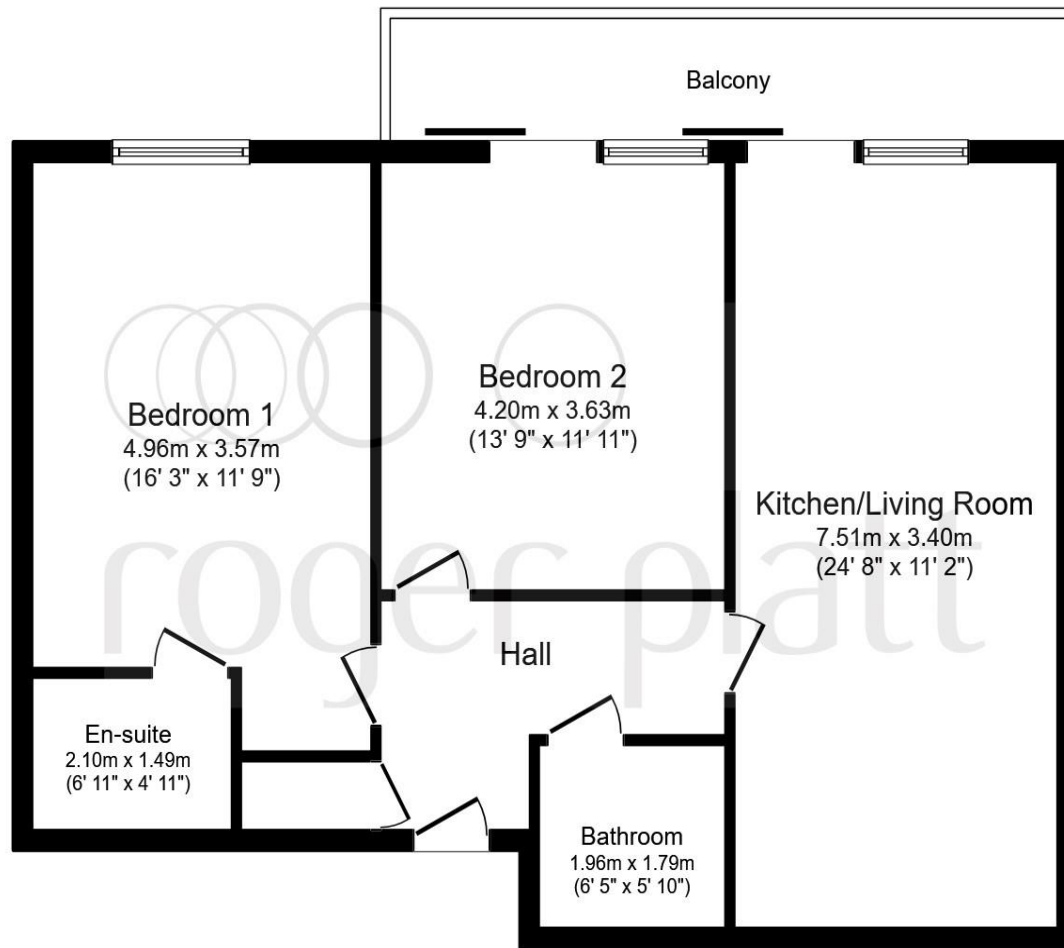 Balcony
Bedroom 2
4.20m x 3.63m
(13' 9" x 11' 11")
Bedroom 1
4.96m x 3.57m
(16' 3" x 11' 9")
Kitchen/Living Room
7.51m x 3.40m
(24' 8" x 11' 2")
roger platt
Hall
En-suite
2.10m x 1.49m
(6' 11" x 4' 11")
Bathroom
1.96m x 1.79m
(6' 5" x 5' 10")